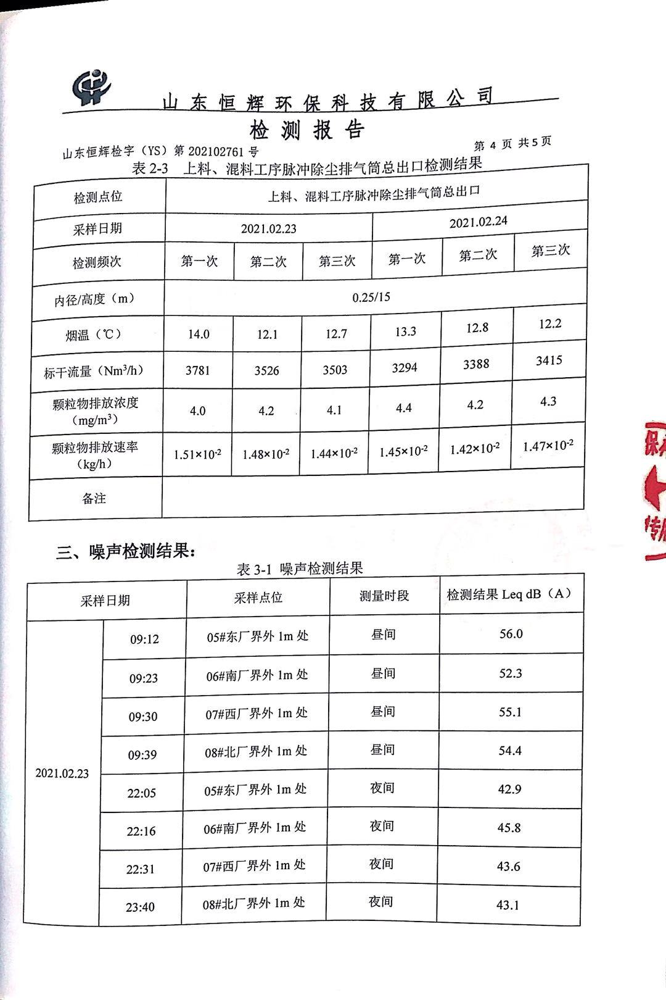 山东恒辉环保科技有限公司
检测报告
山东恒辉检字（YS）第 202102761 号
第 4 页 共5页
表 2-3 上料、混料工序脉冲除尘排气筒总出口检测结果
检测点位 上料、混料工序脉冲除尘排气筒总出口
采样日期 2021.02.23 2021.02.24
检测频次 第一次 第二次 第三次 第一次 第二次 第三次
内径/高度（m） 0.25/15
烟温（℃） 14.0 12.1 12.7 13.3 12.8 12.2
标干流量（Nm³/h） 3781 3526 3503 3294 3388 3415
颗粒物排放浓度
（mg/m³） 4.0 4.2 4.1 4.4 4.2 4.3
颗粒物排放速率
（kg/h） 1.51×10⁻² 1.48×10⁻² 1.44×10⁻² 1.45×10⁻² 1.42×10⁻² 1.47×10⁻²
备注
三、噪声检测结果：
表 3-1 噪声检测结果
采样日期 采样点位 测量时段 检测结果 Leq dB（A）
2021.02.23
09:12 05#东厂界外 1m 处 昼间 56.0
09:23 06#南厂界外 1m 处 昼间 52.3
09:30 07#西厂界外 1m 处 昼间 55.1
09:39 08#北厂界外 1m 处 昼间 54.4
22:05 05#东厂界外 1m 处 夜间 42.9
22:16 06#南厂界外 1m 处 夜间 45.8
22:31 07#西厂界外 1m 处 夜间 43.6
23:40 08#北厂界外 1m 处 夜间 43.1
保
专